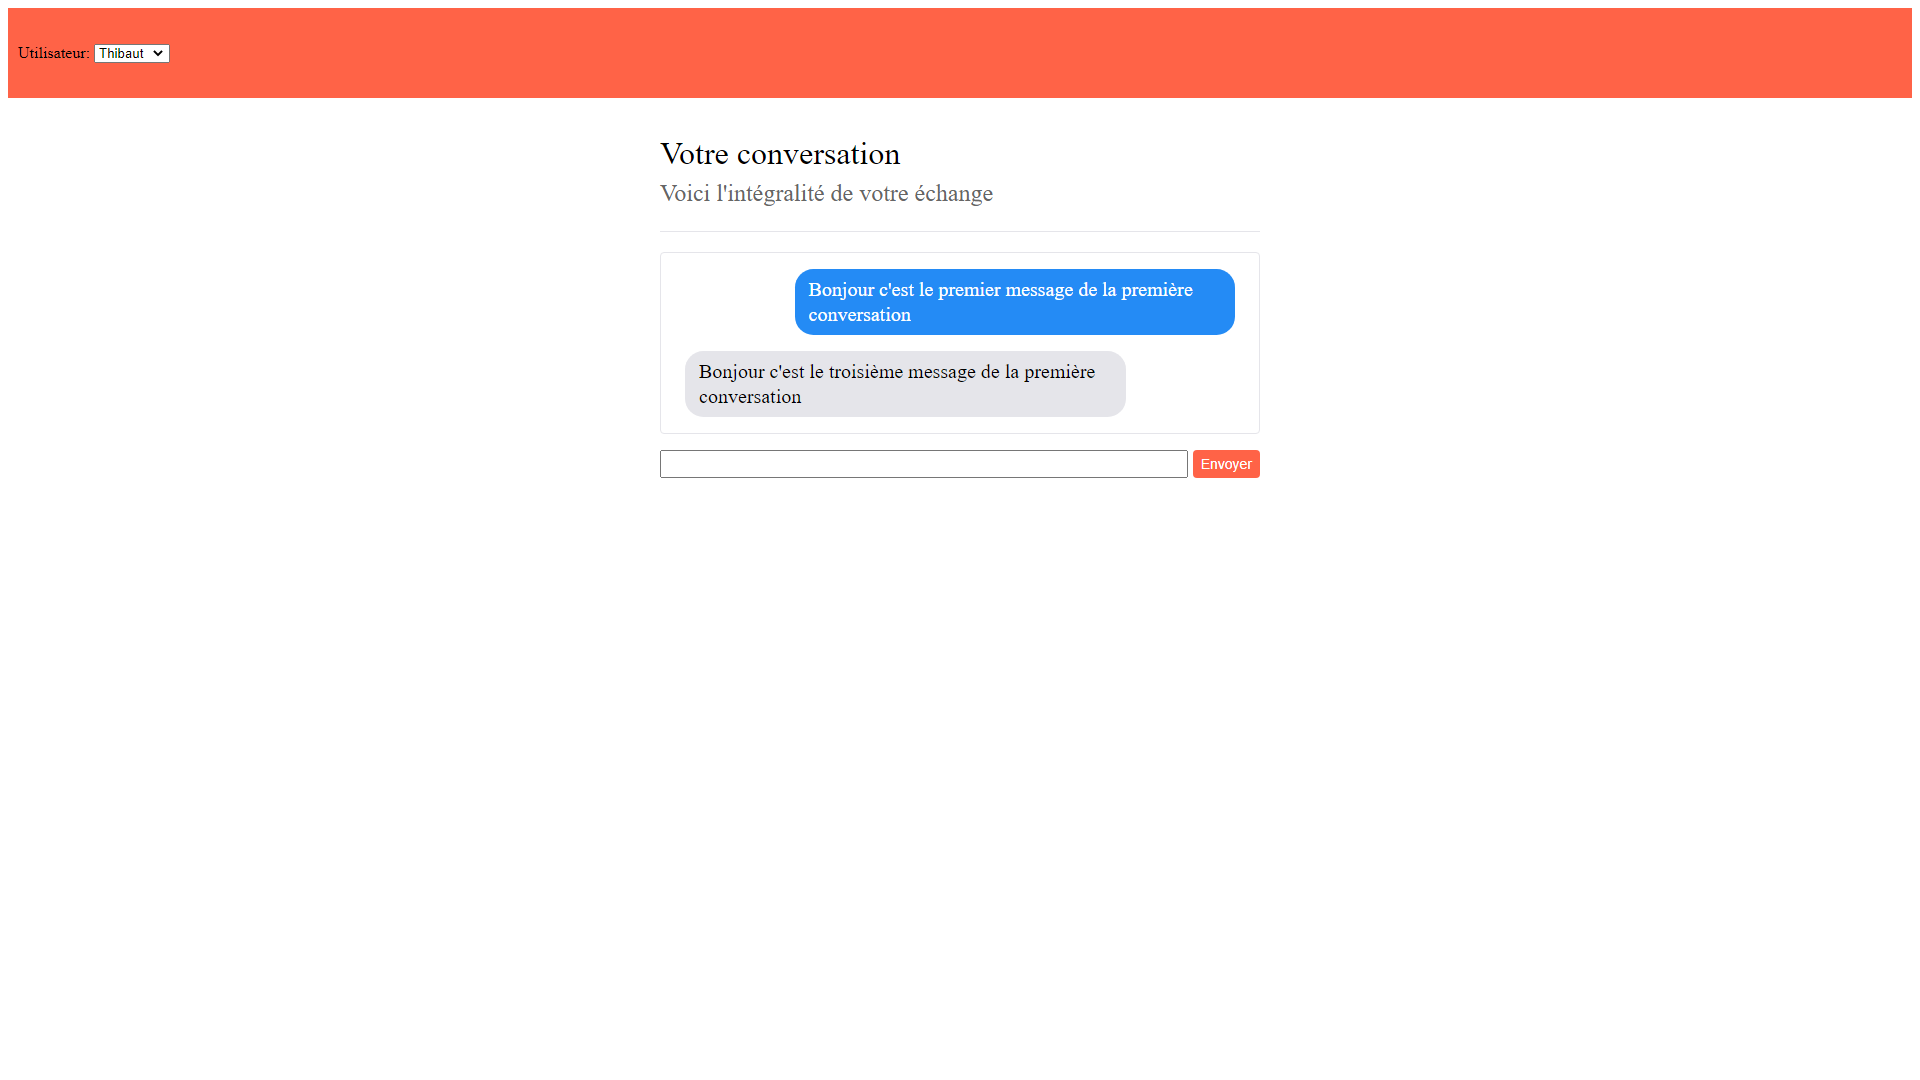 Utilisateur: Thibaut
Votre conversation
Voici l'intégralité de votre échange
Bonjour c'est le premier message de la première
conversation
Bonjour c'est le troisième message de la première
conversation
Envoyer